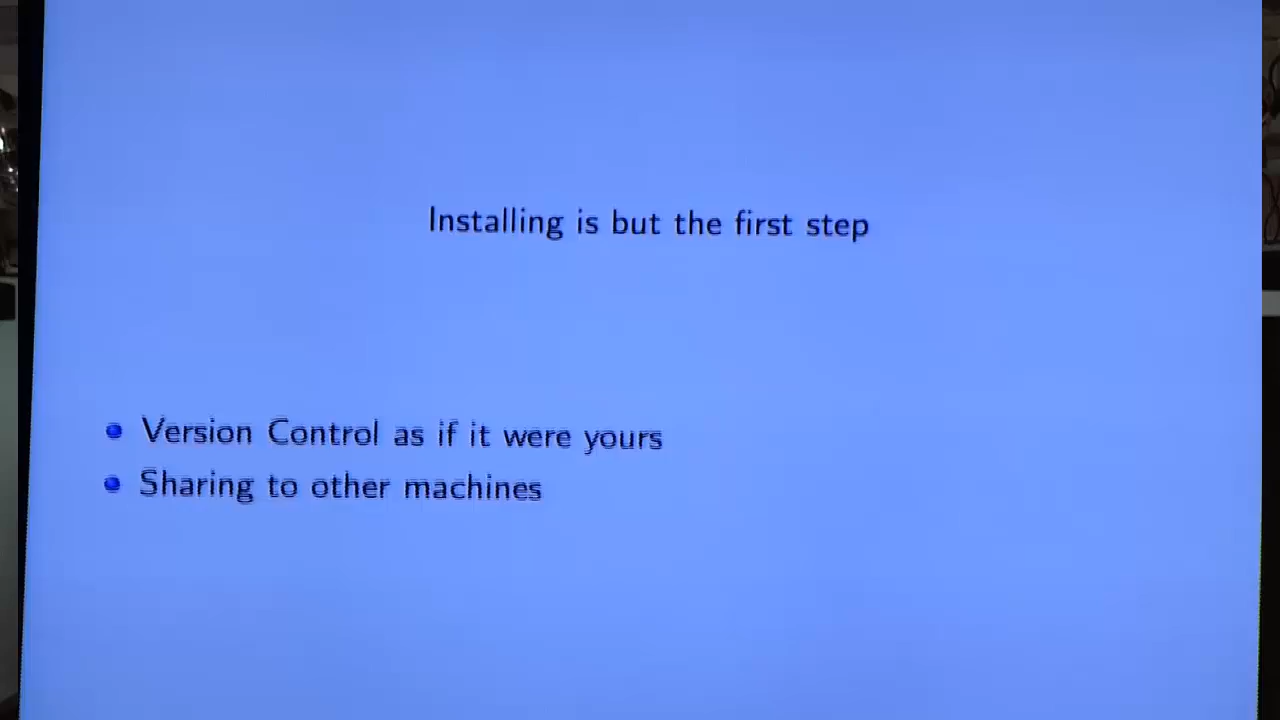 Installing is but the first step
Version Control as if it were yours
Sharing to other machines